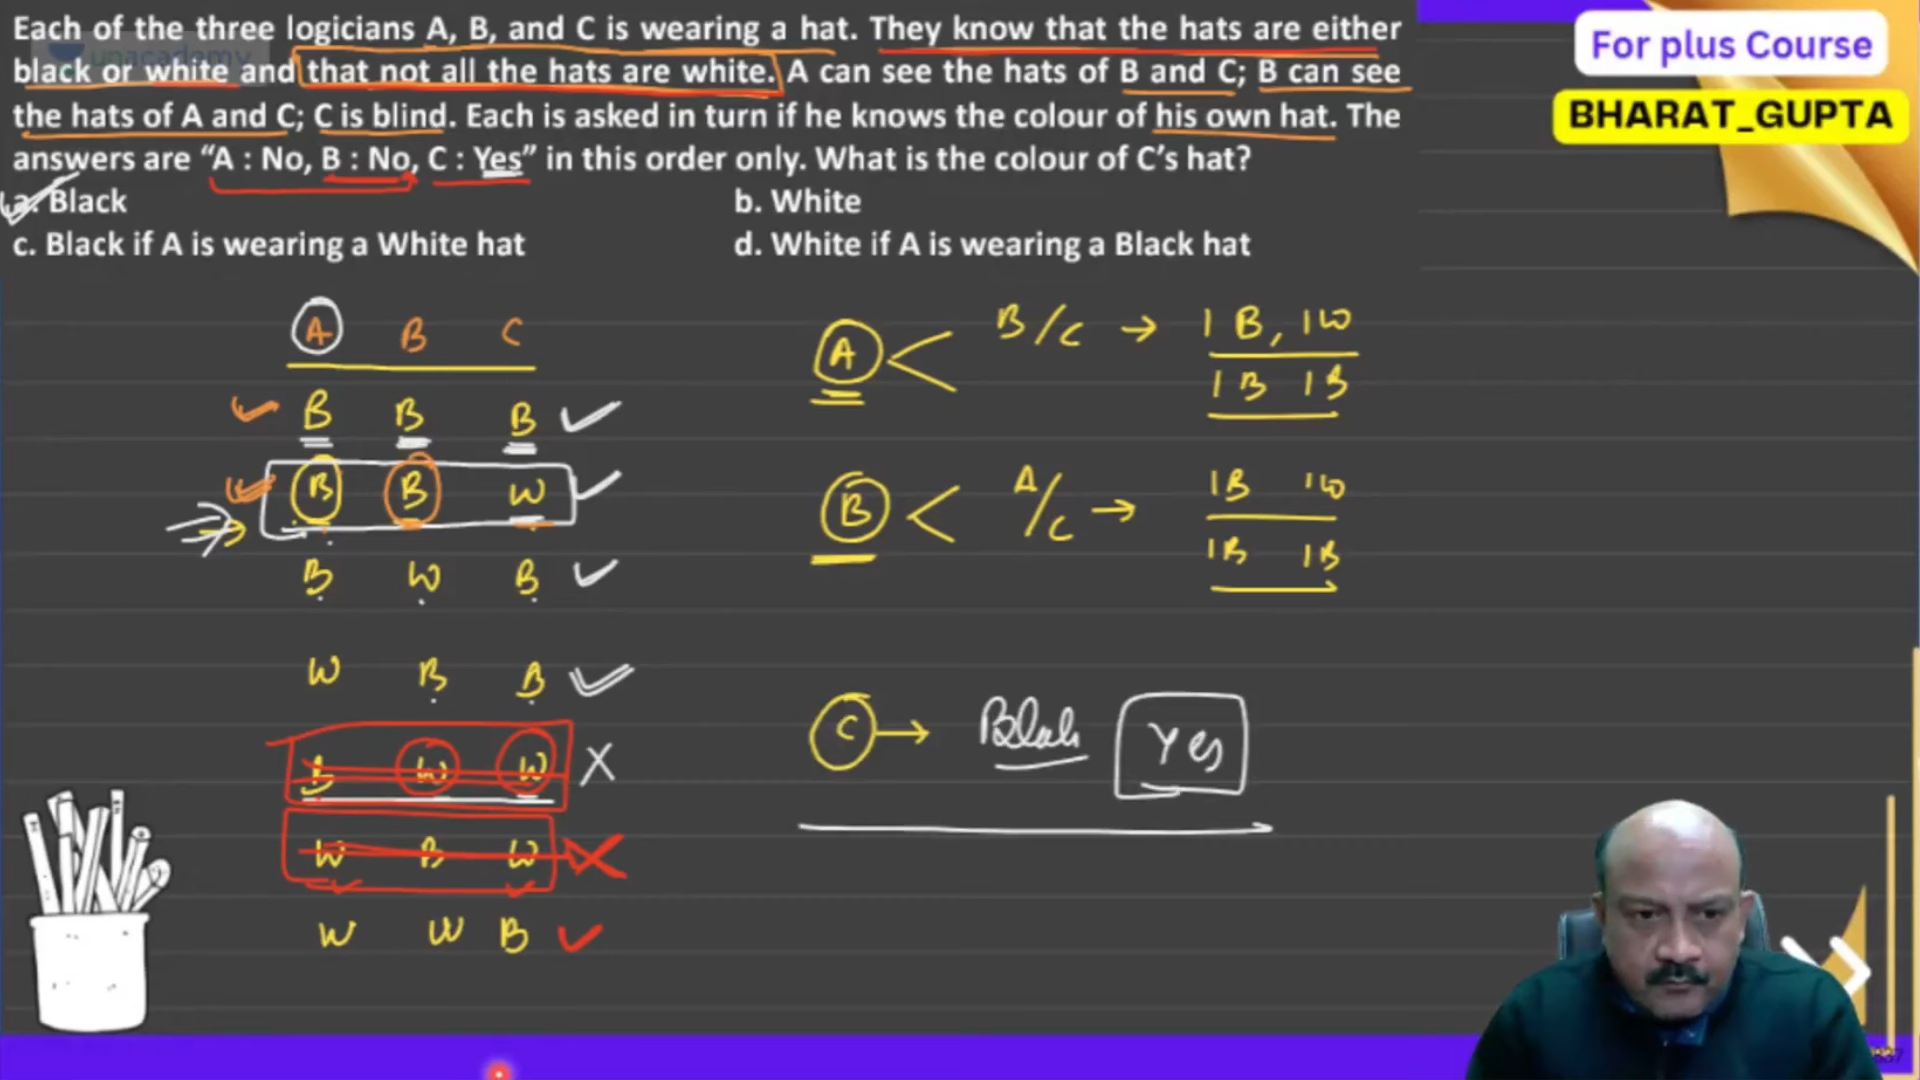 Each of the three logicians A, B, and C is wearing a hat. They know that the hats are either
black or white and that not all the hats are white. A can see the hats of B and C; B can see
the hats of A and C; C is blind. Each is asked in turn if he knows the colour of his own hat. The
answers are “A : No, B : No, C : Yes” in this order only. What is the colour of C’s hat?
a. Black
b. White
c. Black if A is wearing a White hat
d. White if A is wearing a Black hat
unacademy
For plus Course
BHARAT_GUPTA
A B C
B B B
B B W
B W B
W B B
B W W
W B W
W W B
A B/C → 1B, 1W
1B 1B
B A/C → 1B 1W
1B 1B
C → Yes